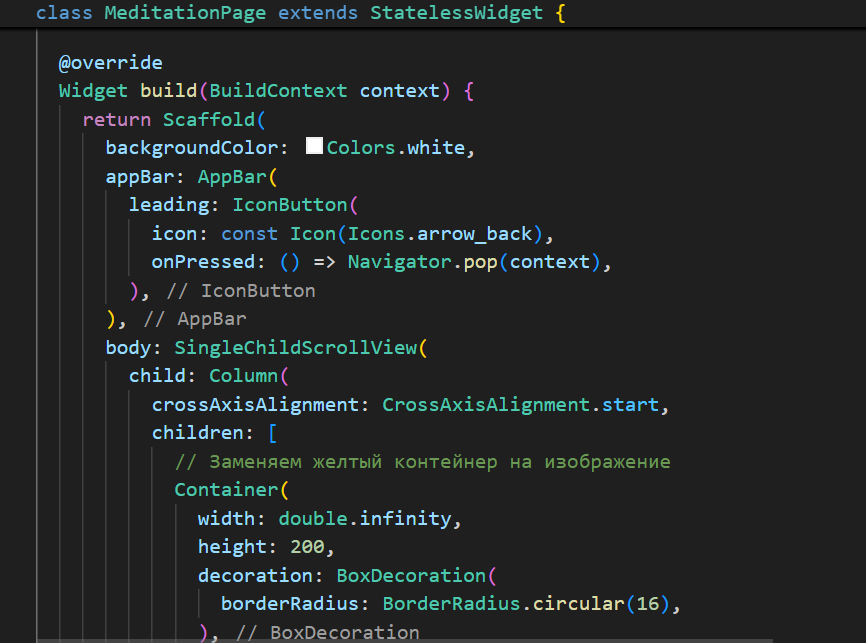 class MeditationPage extends StatelessWidget {
@override
Widget build(BuildContext context) {
return Scaffold(
backgroundColor: Colors.white,
appBar: AppBar(
leading: IconButton(
icon: const Icon(Icons.arrow_back),
onPressed: () => Navigator.pop(context),
), // IconButton
), // AppBar
body: SingleChildScrollView(
child: Column(
crossAxisAlignment: CrossAxisAlignment.start,
children: [
// Заменяем желтый контейнер на изображение
Container(
width: double.infinity,
height: 200,
decoration: BoxDecoration(
borderRadius: BorderRadius.circular(16),
), // BoxDecoration